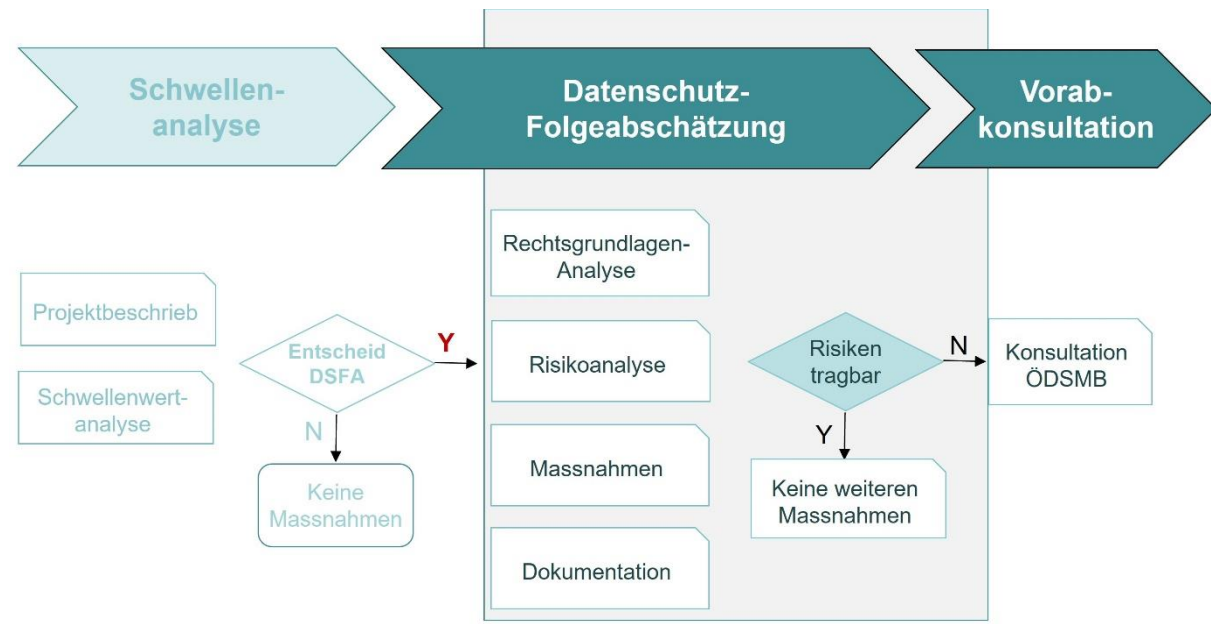 Schwellen-
analyse
Datenschutz-
Folgeabschätzung
Vorab-
konsultation
Projektbeschrieb
Schwellenwert-
analyse
Entscheid
DSFA
Y
N
Keine
Massnahmen
Rechtsgrundlagen-
Analyse
Risikoanalyse
Massnahmen
Dokumentation
Risiken
tragbar
N
Y
Keine weiteren
Massnahmen
Konsultation
ÖDSMB